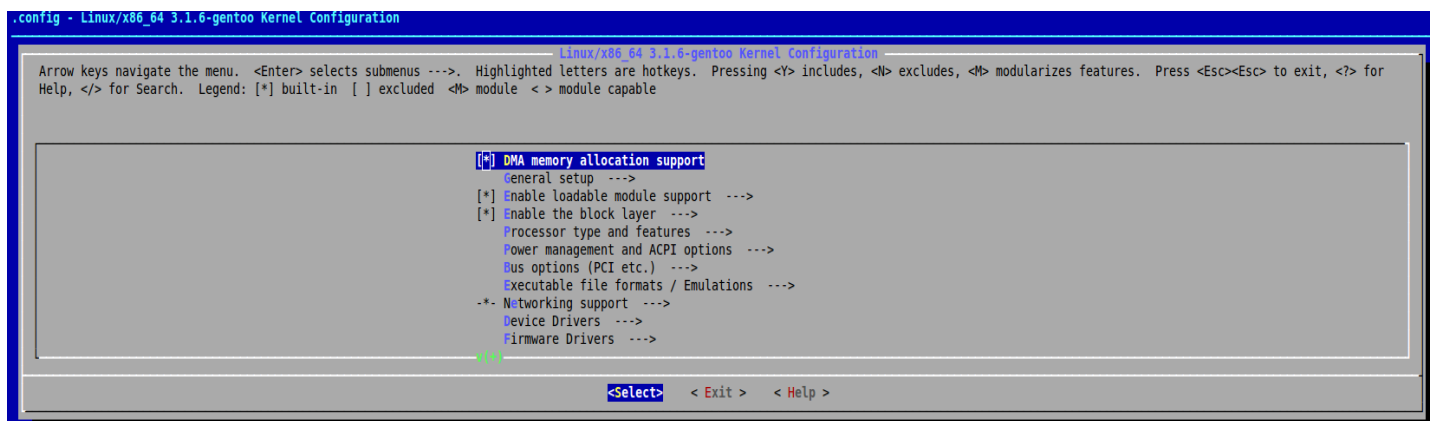 .config - Linux/x86_64 3.1.6-gentoo Kernel Configuration
Linux/x86_64 3.1.6-gentoo Kernel Configuration
Arrow keys navigate the menu.  <Enter> selects submenus --->.  Highlighted letters are hotkeys.  Pressing <Y> includes, <N> excludes, <M> modularizes features.  Press <Esc><Esc> to exit, <?> for
Help, </> for Search.  Legend: [*] built-in  [ ] excluded  <M> module  < > module capable
[*] DMA memory allocation support
General setup  --->
[*] Enable loadable module support  --->
[*] Enable the block layer  --->
Processor type and features  --->
Power management and ACPI options  --->
Bus options (PCI etc.)  --->
Executable file formats / Emulations  --->
-*- Networking support  --->
Device Drivers  --->
Firmware Drivers  --->
v(+)
<Select>    < Exit >    < Help >